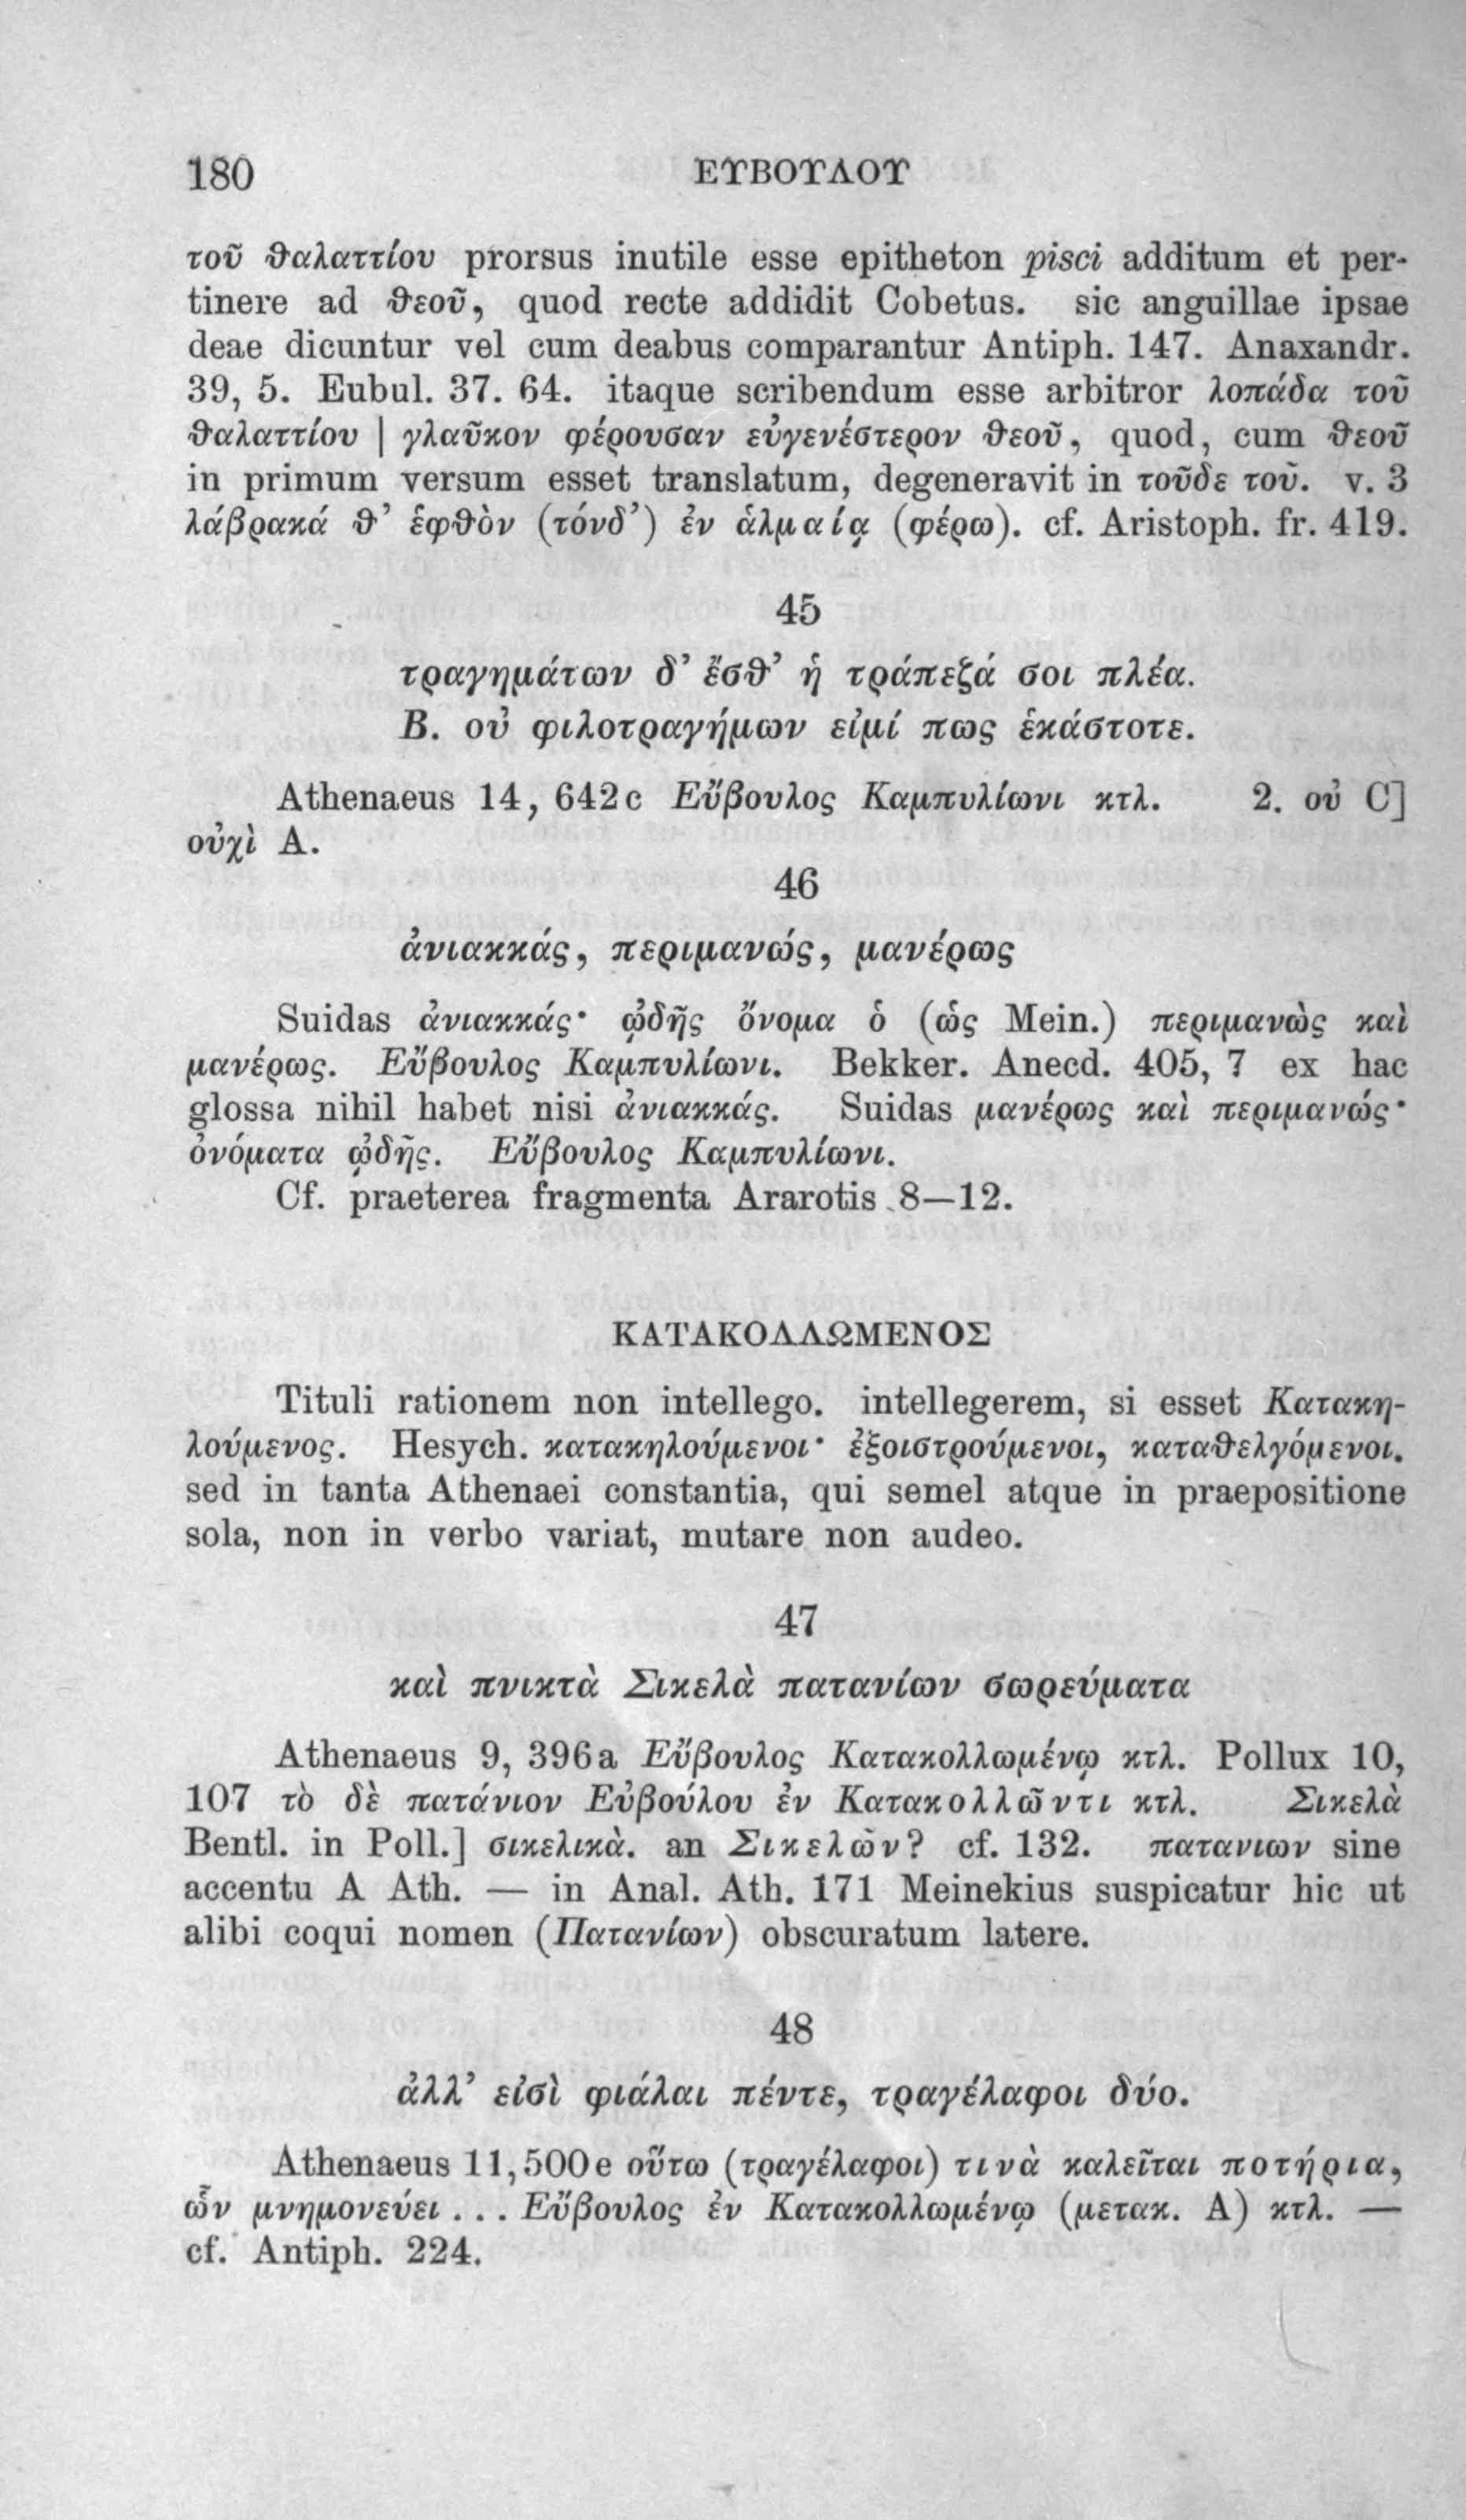 180 ΕΥΒΟΥΛΟΥ
τοῦ θαλαττίου prorsus inutile esse epitheton pisci additum et per-
tinere ad θεοῦ, quod recte addidit Cobetus. sic anguillae ipsae
deae dicuntur vel cum deabus comparantur Antiph. 147. Anaxandr.
39, 5. Eubul. 37. 64. itaque scribendum esse arbitror λοπάδα τοῦ
θαλαττίου | γλαῦκον φέρουσαν εὐγενέστερον θεοῦ, quod, cum θεοῦ
in primum versum esset translatum, degeneravit in τοῦδε τοῦ. v. 3
λάβρακά θ’ ἑφθὸν (τόνδ’) ἐν ἁλμαίᾳ (φέρω). cf. Aristoph. fr. 419.
45
τραγημάτων δ’ ἔσθ’ ἡ τράπεζά σοι πλέα.
Β. οὐ φιλοτραγήμων εἰμί πως ἑκάστοτε.
Athenaeus 14, 642c Εὔβουλος Καμπυλίωνι κτλ. 2. οὐ C]
οὐχὶ A.
46
ἀνιακκάς, περιμανώς, μανέρως
Suidas ἀνιακκάς· ᾠδῆς ὄνομα ὁ (ὡς Mein.) περιμανὼς καὶ
μανέρως. Εὔβουλος Καμπυλίωνι. Bekker. Anecd. 405, 7 ex hac
glossa nihil habet nisi ἀνιακκάς. Suidas μανέρως καὶ περιμανώς·
ὀνόματα ᾠδῆς. Εὔβουλος Καμπυλίωνι.
Cf. praeterea fragmenta Ararotis 8—12.
ΚΑΤΑΚΟΛΛΩΜΕΝΟΣ
Tituli rationem non intellego. intellegerem, si esset Κατακη-
λούμενος. Hesych. κατακηλούμενοι· ἐξοιστρούμενοι, καταθελγόμενοι.
sed in tanta Athenaei constantia, qui semel atque in praepositione
sola, non in verbo variat, mutare non audeo.
47
καὶ πνικτὰ Σικελὰ πατανίων σωρεύματα
Athenaeus 9, 396a Εὔβουλος Κατακολλωμένῳ κτλ. Pollux 10,
107 τὸ δὲ πατάνιον Εὐβούλου ἐν Κατακολλῶντι κτλ. Σικελὰ
Bentl. in Poll.] σικελικὰ. an Σικελῶν? cf. 132. πατανιων sine
accentu A Ath. — in Anal. Ath. 171 Meinekius suspicatur hic ut
alibi coqui nomen (Πατανίων) obscuratum latere.
48
ἀλλ’ εἰσὶ φιάλαι πέντε, τραγέλαφοι δύο.
Athenaeus 11, 500e οὕτω (τραγέλαφοι) τινὰ καλεῖται ποτήρια,
ὧν μνημονεύει . . . Εὔβουλος ἐν Κατακολλωμένῳ (μετακ. A) κτλ. —
cf. Antiph. 224.